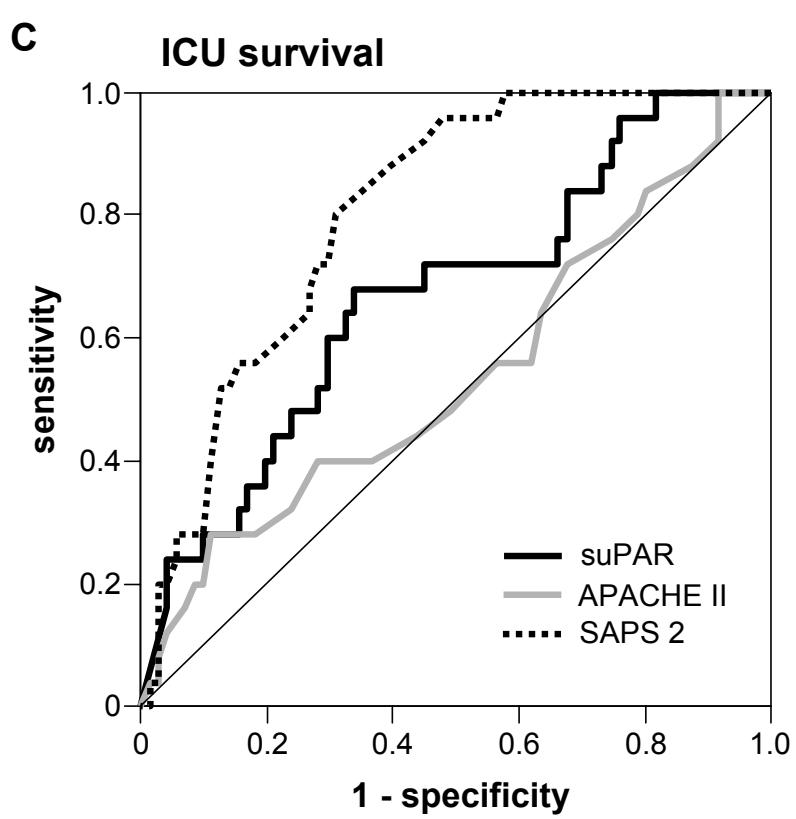 C
ICU survival
1.0
0.8
0.6
0.4
0.2
0
sensitivity
suPAR
APACHE II
SAPS 2
0 0.2 0.4 0.6 0.8 1.0
1 - specificity